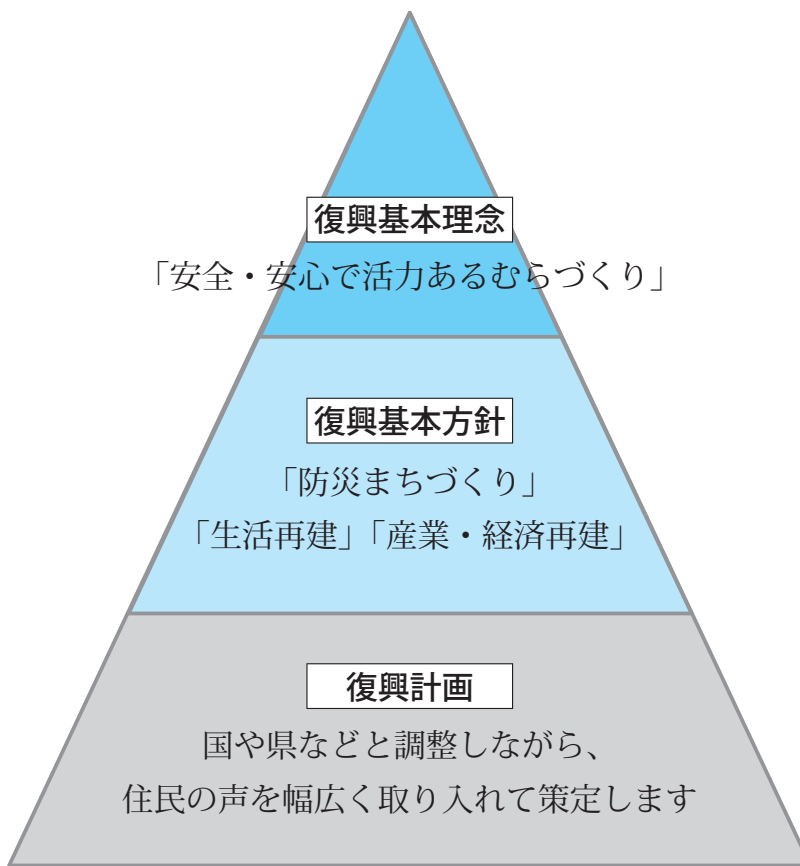 復興基本理念
「安全・安心で活力あるむらづくり」
復興基本方針
「防災まちづくり」
「生活再建」「産業・経済再建」
復興計画
国や県などと調整しながら、
住民の声を幅広く取り入れて策定します